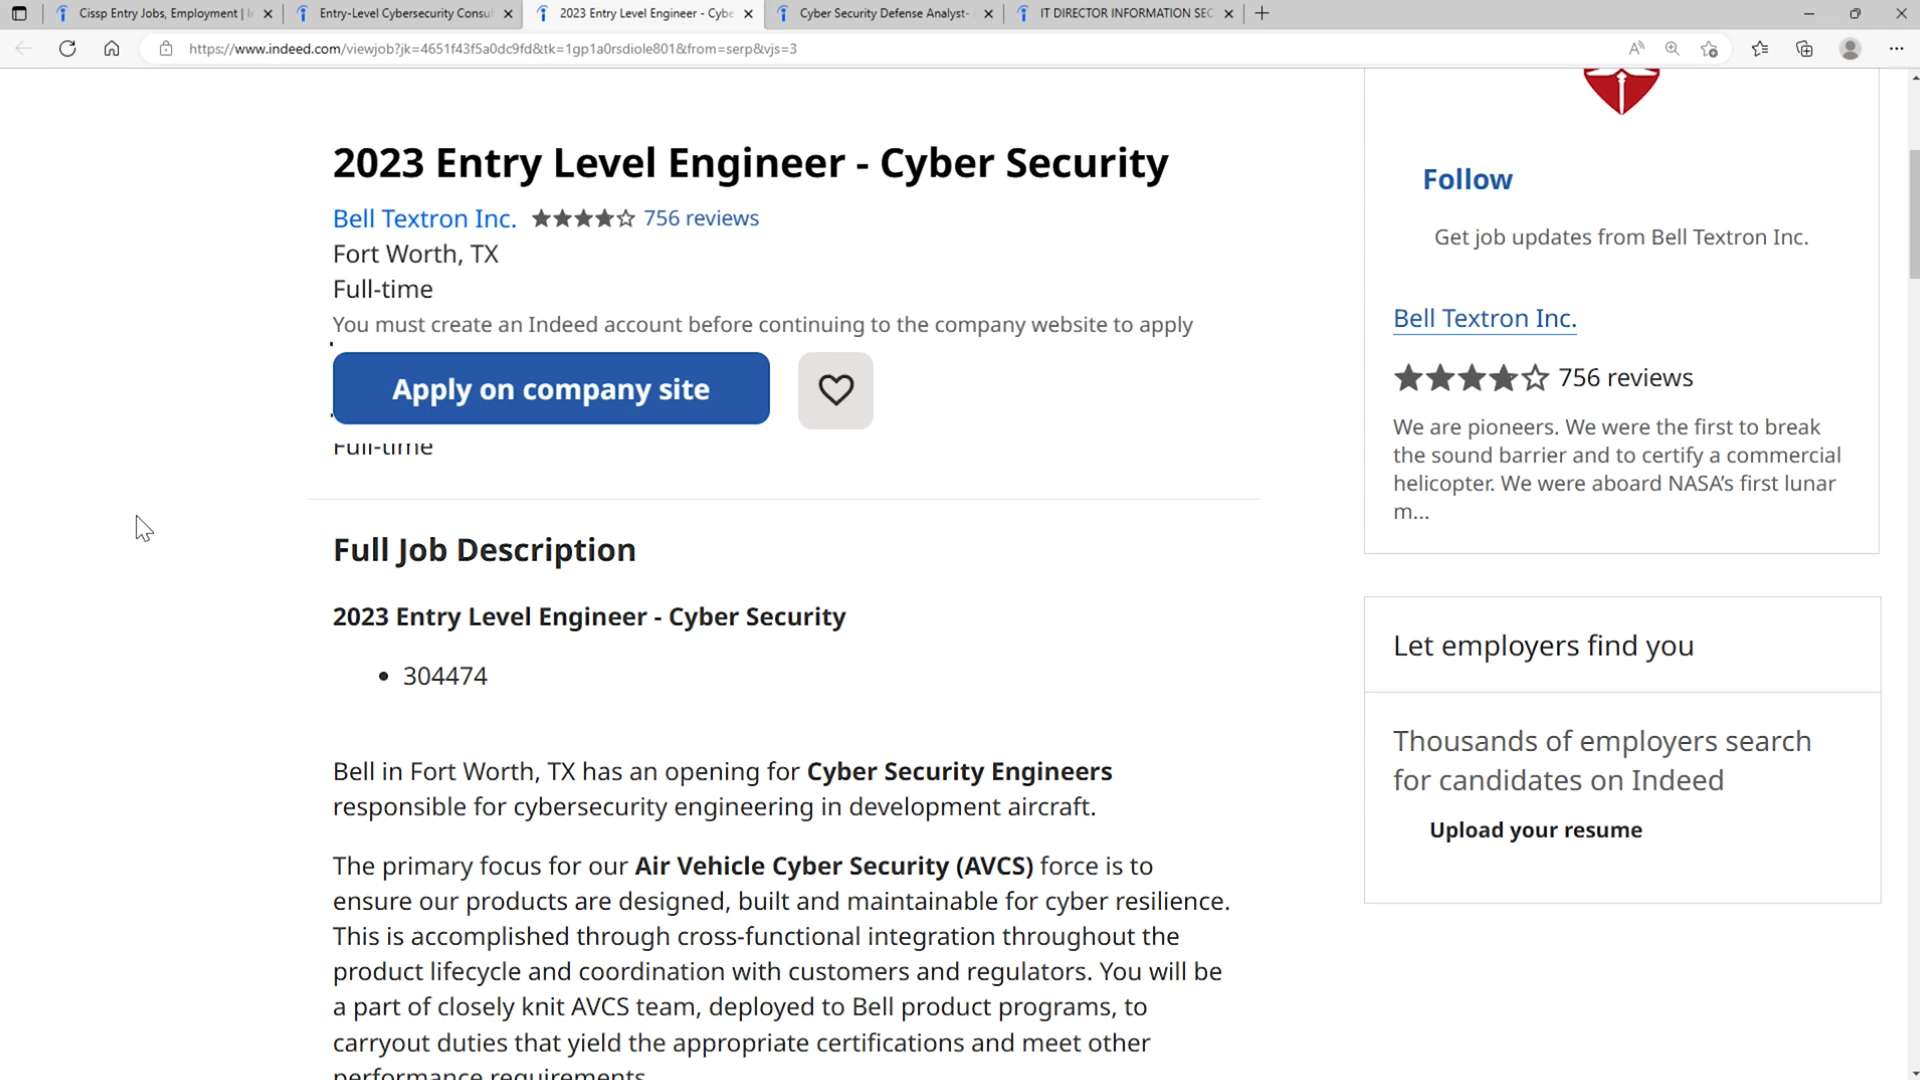 Cissp Entry Jobs, Employment |
Entry-Level Cybersecurity Consul
2023 Entry Level Engineer - Cybe
Cyber Security Defense Analyst-
IT DIRECTOR INFORMATION SEC
https://www.indeed.com/viewjob?jk=4651f43f5a0dc9fd&tk=1gp1a0rsdiole801&from=serp&vjs=3
2023 Entry Level Engineer - Cyber Security
Bell Textron Inc. 756 reviews
Fort Worth, TX
Full-time
You must create an Indeed account before continuing to the company website to apply
Apply on company site
Full-time
Full Job Description
2023 Entry Level Engineer - Cyber Security
• 304474
Bell in Fort Worth, TX has an opening for Cyber Security Engineers
responsible for cybersecurity engineering in development aircraft.
The primary focus for our Air Vehicle Cyber Security (AVCS) force is to
ensure our products are designed, built and maintainable for cyber resilience.
This is accomplished through cross-functional integration throughout the
product lifecycle and coordination with customers and regulators. You will be
a part of closely knit AVCS team, deployed to Bell product programs, to
carryout duties that yield the appropriate certifications and meet other
performance requirements.
Follow
Get job updates from Bell Textron Inc.
Bell Textron Inc.
756 reviews
We are pioneers. We were the first to break
the sound barrier and to certify a commercial
helicopter. We were aboard NASA's first lunar
m...
Let employers find you
Thousands of employers search
for candidates on Indeed
Upload your resume